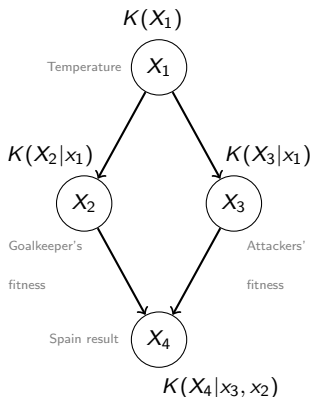 K(X₁)
Temperature
X₁
K(X₂|x₁)
K(X₃|x₁)
X₂
X₃
Goalkeeper's
fitness
Attackers'
fitness
Spain result
X₄
K(X₄|x₃, x₂)